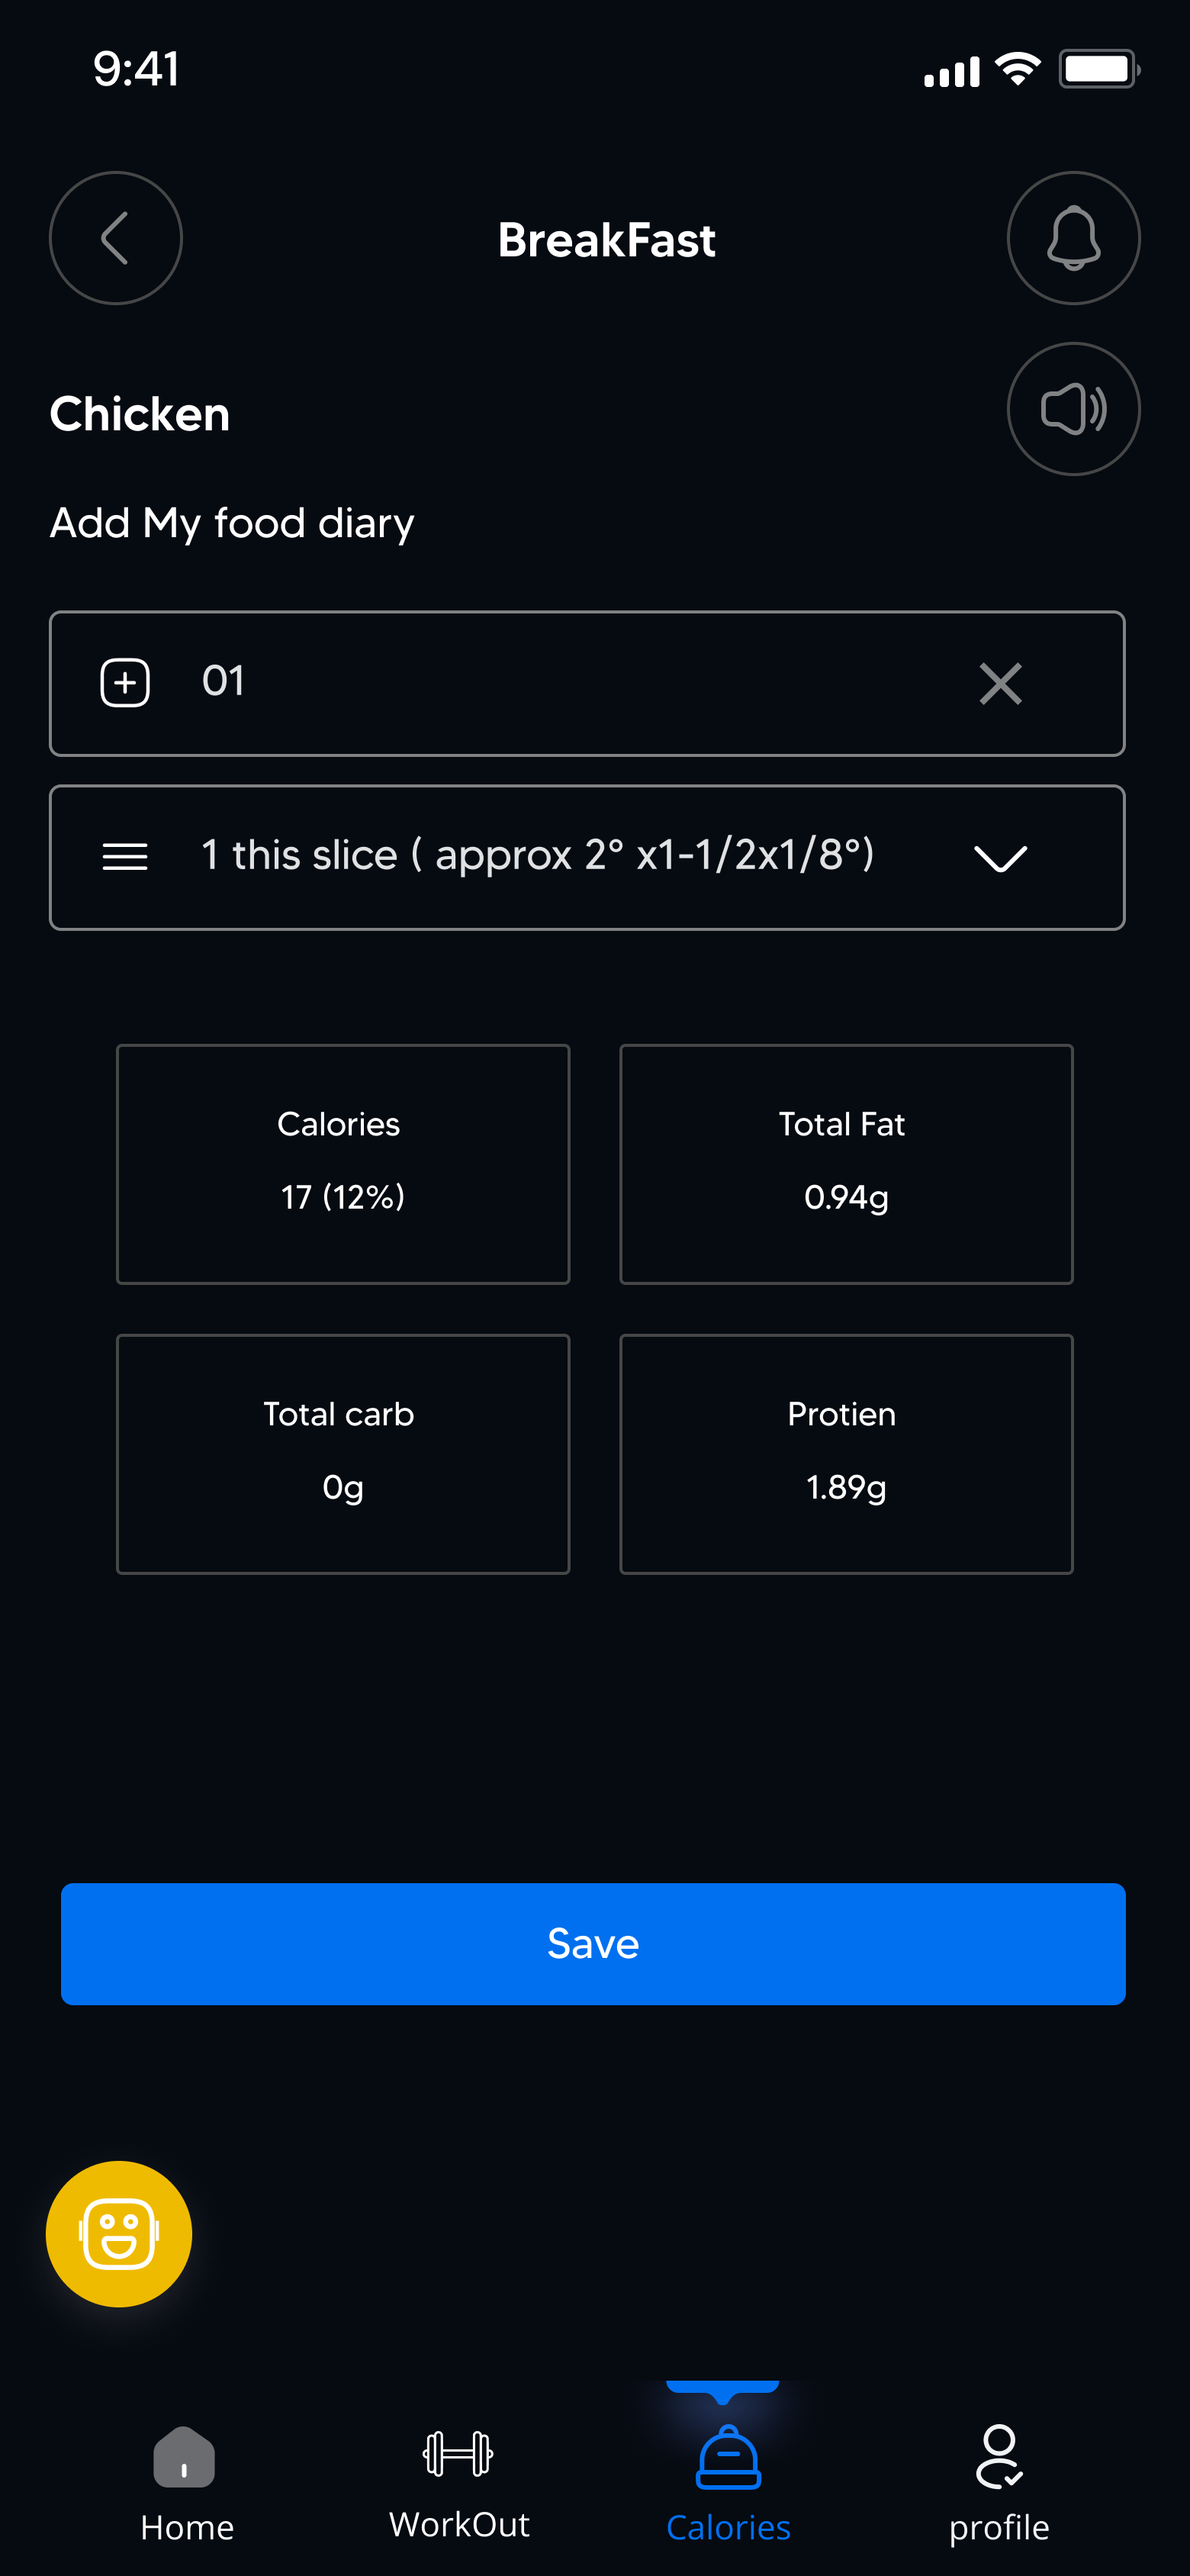 9:41
BreakFast
Chicken
Add My food diary
01
1 this slice ( approx 2° x1-1/2x1/8°)
Calories
17 (12%)
Total Fat
0.94g
Total carb
0g
Protien
1.89g
Save
Home
WorkOut
Calories
profile